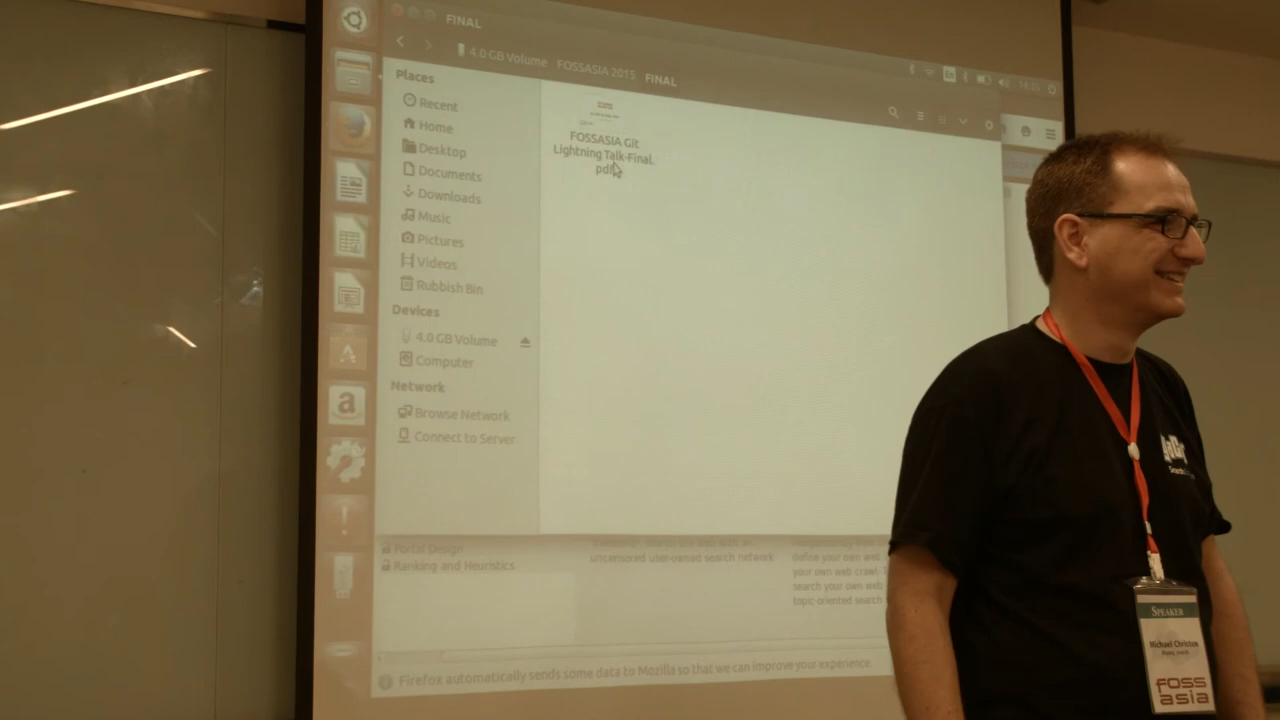 FINAL
4.0 GB Volume FOSSASIA 2015 FINAL
En
Places
Recent
Home
Desktop
Documents
Downloads
Music
Pictures
Videos
Rubbish Bin
Devices
4.0 GB Volume
Computer
Network
Browse Network
Connect to Server
FOSSASIA Git
Lightning Talk-Final.
pdf
a
Portal Design
Ranking and Heuristics
uncensored user-owned search network
define your own web
your own web crawl.
search your own web
topic-oriented search
Firefox automatically sends some data to Mozilla so that we can improve your experience.
SPEAKER
Michael Christen
foss
asia